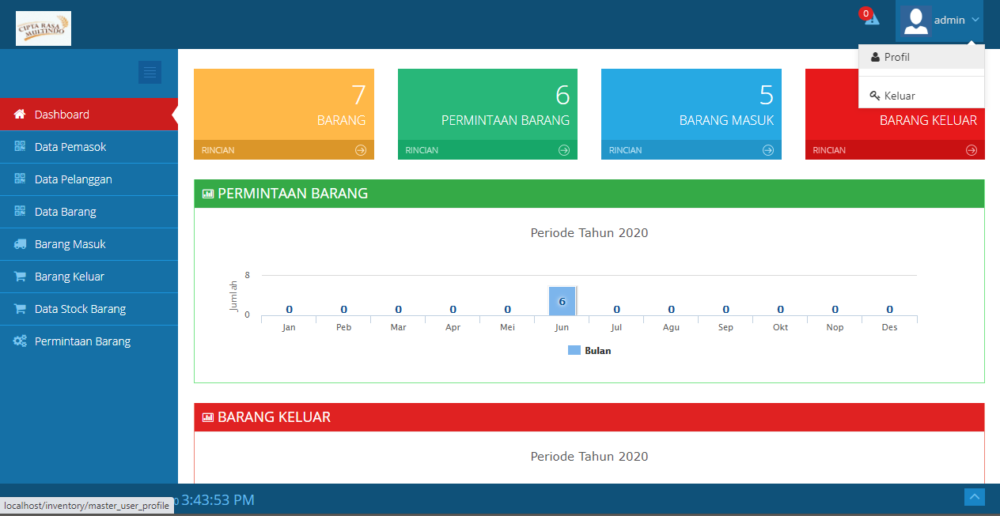 CIPTA RASA
MULTINDO
0
admin
Profil
Keluar
Dashboard
Data Pemasok
Data Pelanggan
Data Barang
Barang Masuk
Barang Keluar
Data Stock Barang
Permintaan Barang
7
BARANG
RINCIAN
6
PERMINTAAN BARANG
RINCIAN
5
BARANG MASUK
RINCIAN
BARANG KELUAR
RINCIAN
PERMINTAAN BARANG
Periode Tahun 2020
Jumlah
8
0
0 0 0 0 0 6 0 0 0 0 0 0
Jan Peb Mar Apr Mei Jun Jul Agu Sep Okt Nop Des
Bulan
BARANG KELUAR
Periode Tahun 2020
0 3:43:53 PM
localhost/inventory/master_user_profile